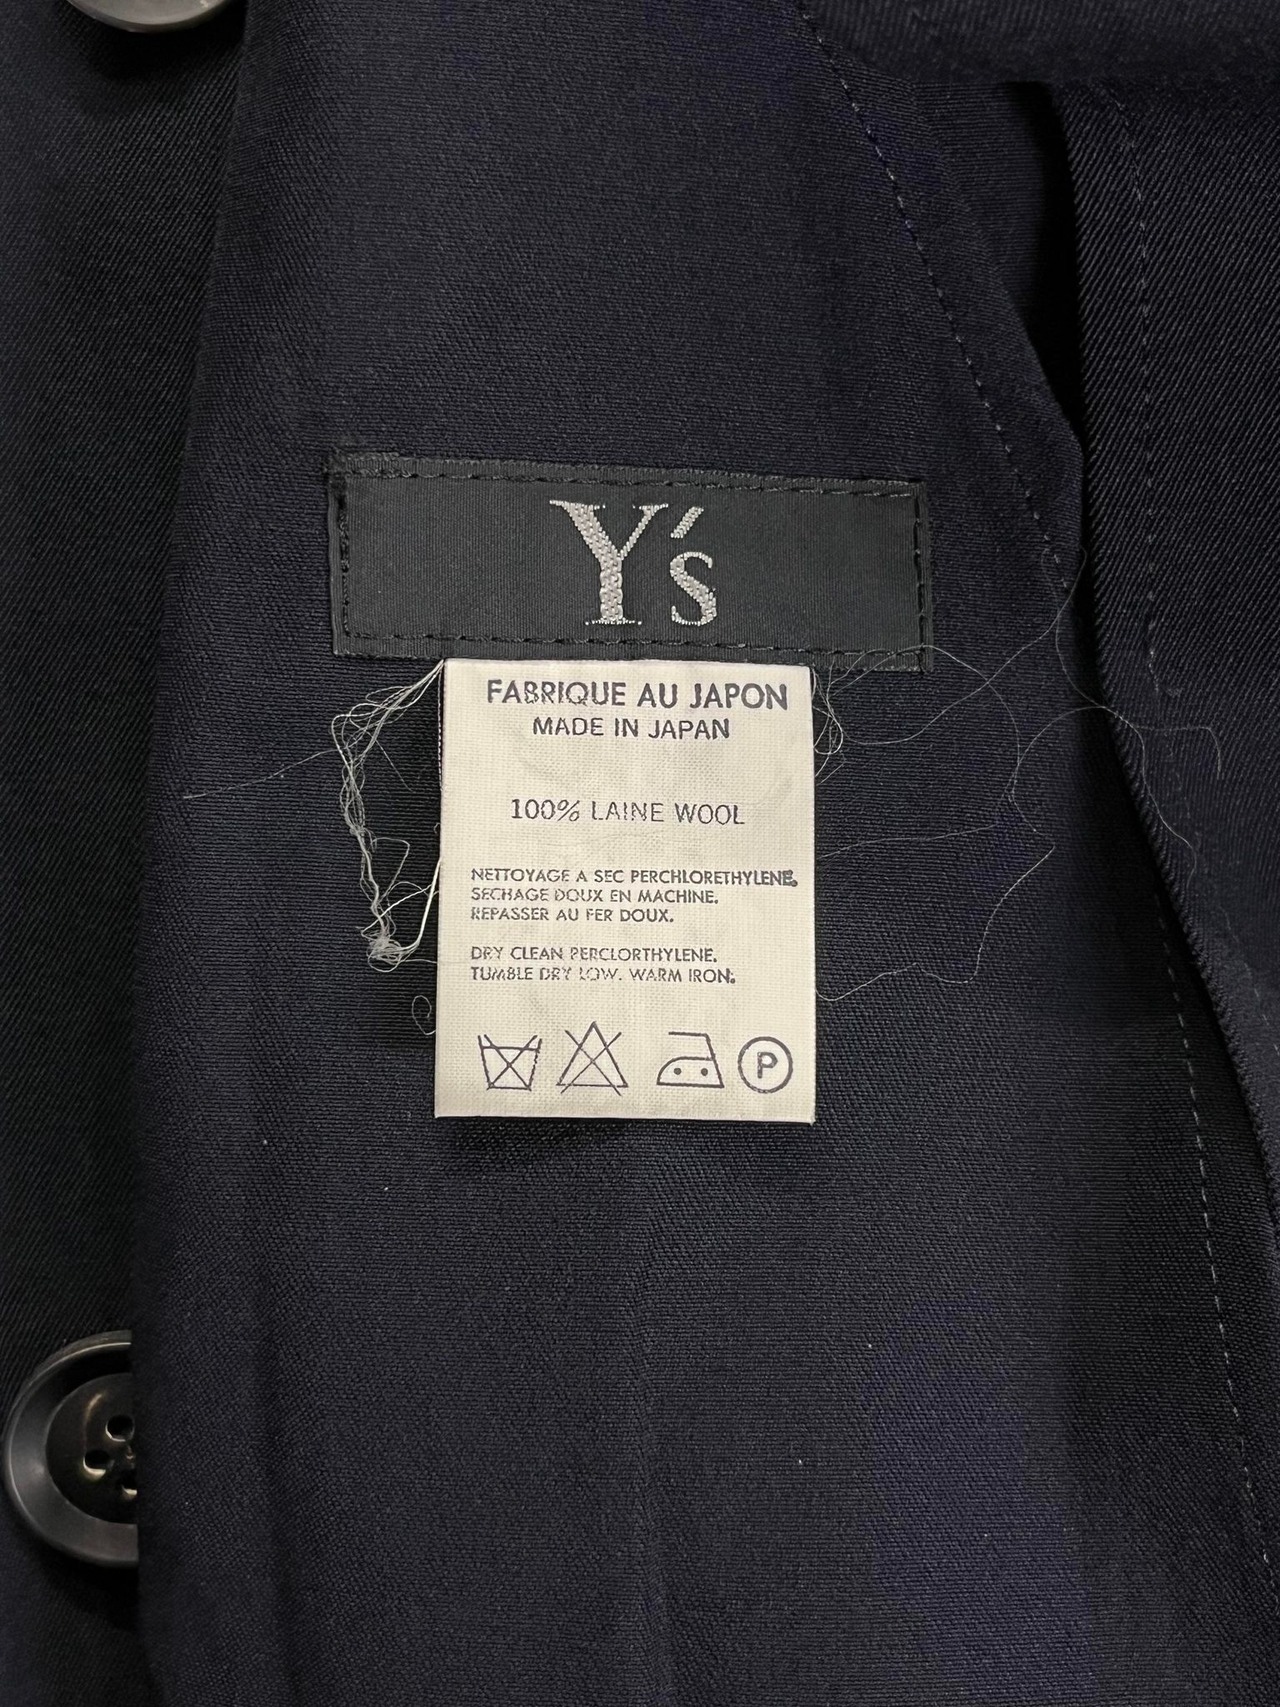 Y's
FABRIQUE AU JAPON
MADE IN JAPAN
100% LAINE WOOL
NETTOYAGE A SEC PERCHLORETHYLENE.
SECHAGE DOUX EN MACHINE.
REPASSER AU FER DOUX.
DRY CLEAN PERCLORTHYLENE.
TUMBLE DRY LOW. WARM IRON.
P